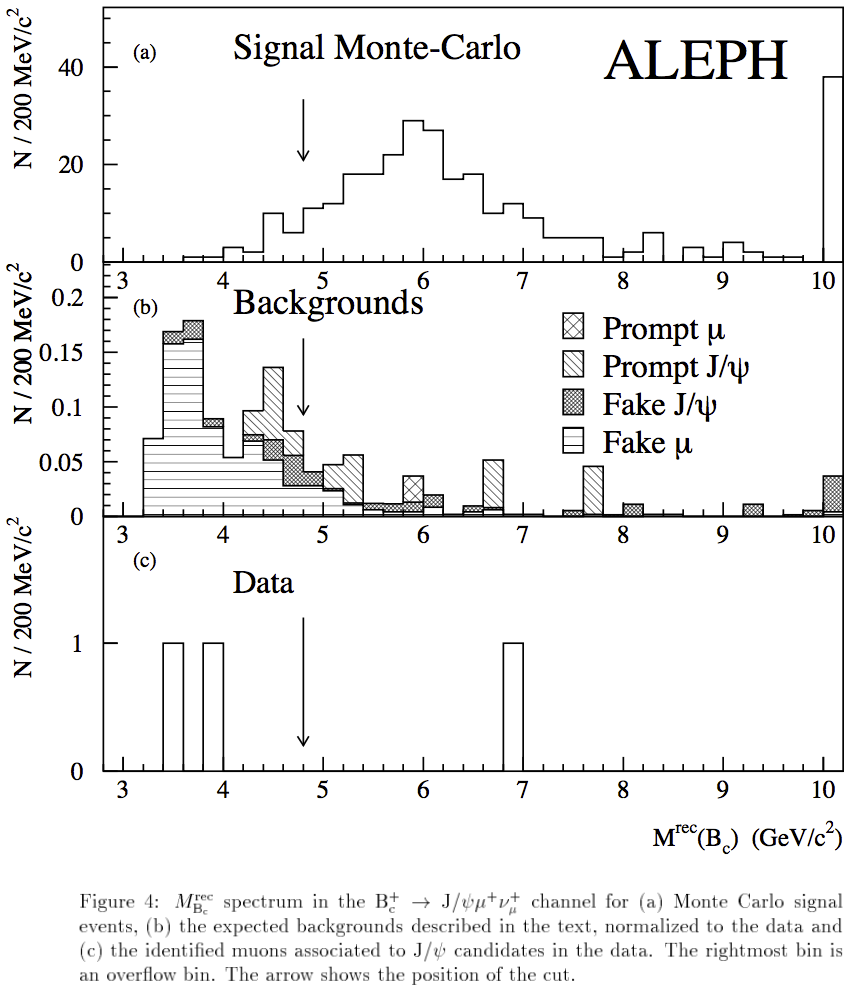 N / 200 MeV/c²
(a)
Signal Monte-Carlo
ALEPH
40
20
0
3 4 5 6 7 8 9 10
N / 200 MeV/c²
(b)
Backgrounds
0.2
0.15
0.1
0.05
0
Prompt μ
Prompt J/ψ
Fake J/ψ
Fake μ
3 4 5 6 7 8 9 10
N / 200 MeV/c²
(c)
Data
1
0
3 4 5 6 7 8 9 10
M^rec(B_c) (GeV/c²)
Figure 4: M^rec_B_c spectrum in the B_c^+ → J/ψμ^+ν_μ^+ channel for (a) Monte Carlo signal
events, (b) the expected backgrounds described in the text, normalized to the data and
(c) the identified muons associated to J/ψ candidates in the data. The rightmost bin is
an overflow bin. The arrow shows the position of the cut.